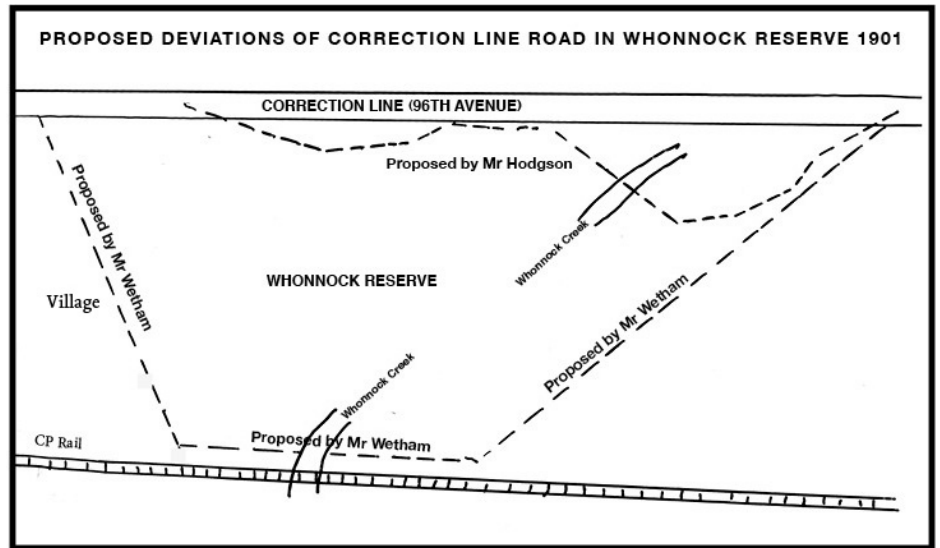 PROPOSED DEVIATIONS OF CORRECTION LINE ROAD IN WHONNOCK RESERVE 1901
CORRECTION LINE (96TH AVENUE)
Proposed by Mr Hodgson
Proposed by Mr Wetham
Whonnock Creek
WHONNOCK RESERVE
Village
Proposed by Mr Wetham
Whonnock Creek
Proposed by Mr Wetham
CP Rail